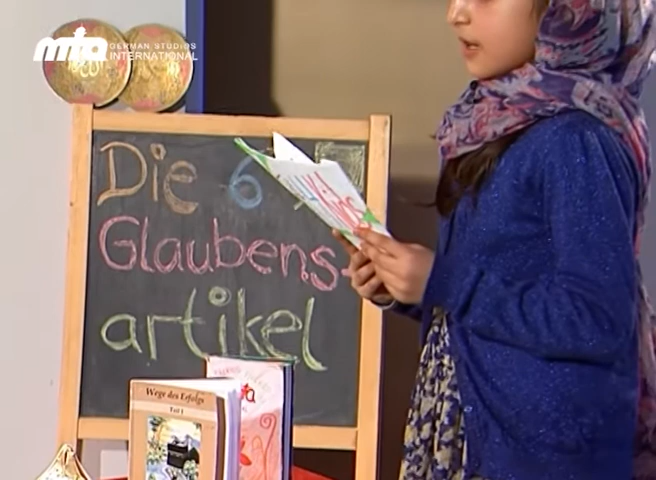 mta GERMAN STUDIOS
INTERNATIONAL
Die 6
Glaubens-
artikel
Wege des Erfolgs
Teil 1